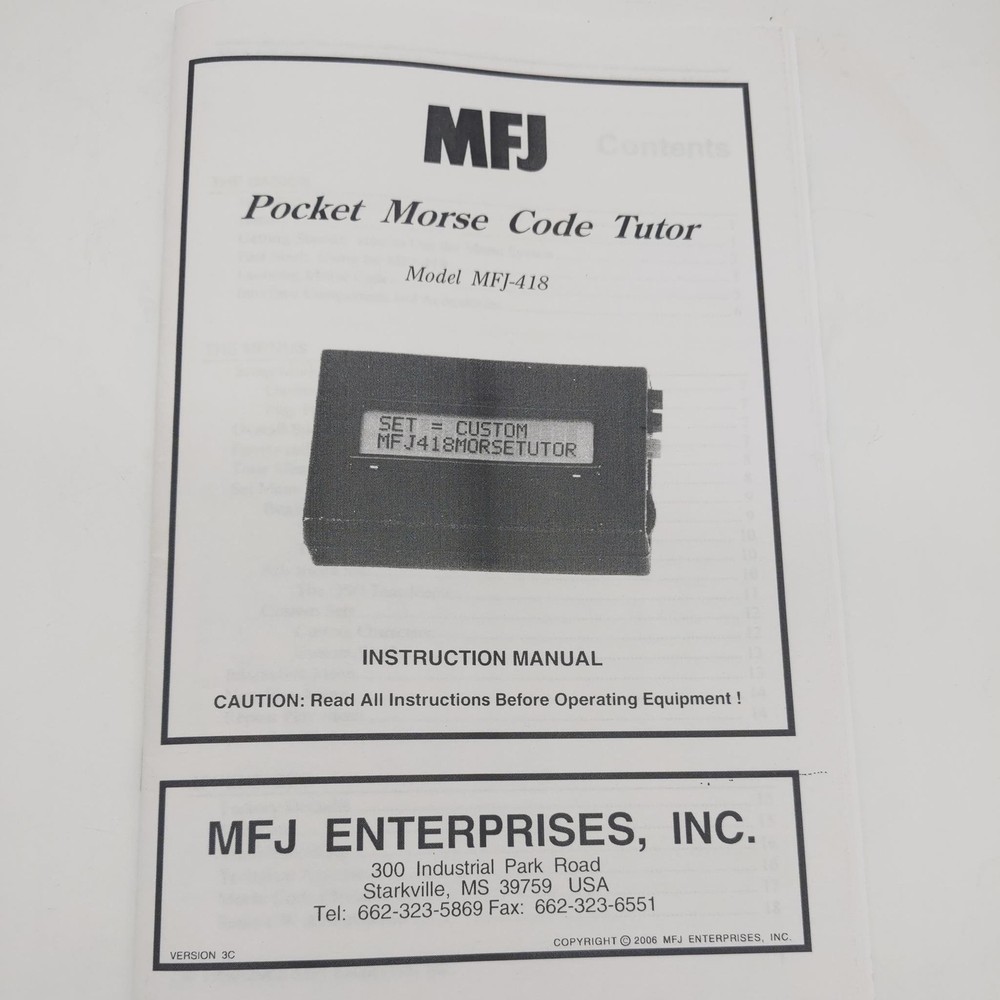 MFJ
Contents
Pocket Morse Code Tutor
Model MFJ-418
SET = CUSTOM
MFJ418MORSETUTOR
INSTRUCTION MANUAL
CAUTION: Read All Instructions Before Operating Equipment !
MFJ ENTERPRISES, INC.
300 Industrial Park Road
Starkville, MS 39759 USA
Tel: 662-323-5869 Fax: 662-323-6551
COPYRIGHT © 2006 MFJ ENTERPRISES, INC.
VERSION 3C